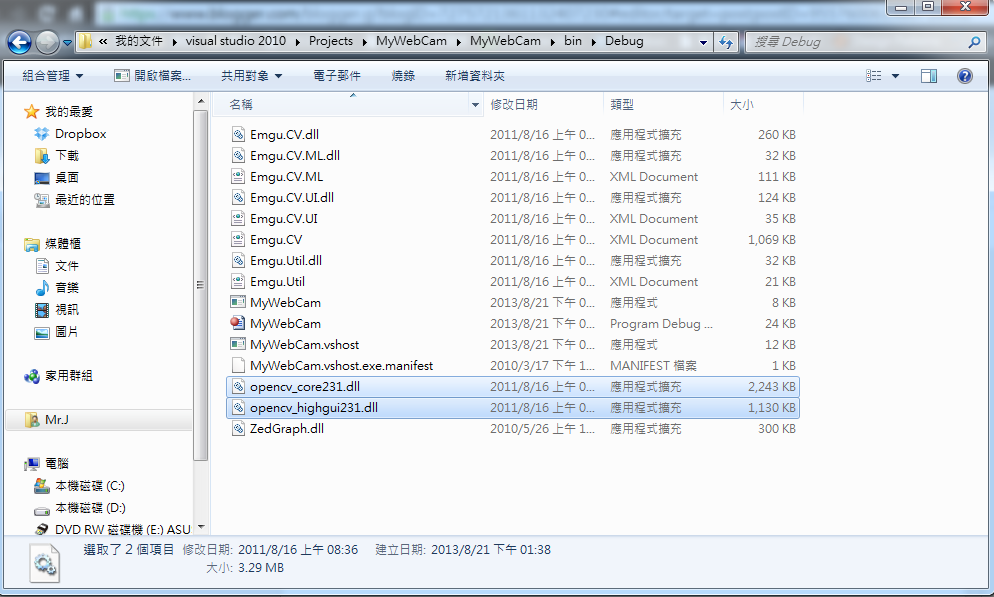 « 我的文件 ▸ visual studio 2010 ▸ Projects ▸ MyWebCam ▸ MyWebCam ▸ bin ▸ Debug
搜尋 Debug
組合管理 開啟檔案... 共用對象 電子郵件 燒錄 新增資料夾
我的最愛
Dropbox
下載
桌面
最近的位置
媒體櫃
文件
音樂
視訊
圖片
家用群組
Mr.J
電腦
本機磁碟 (C:)
本機磁碟 (D:)
DVD RW 磁碟機 (E:) ASU
名稱 修改日期 類型 大小
Emgu.CV.dll 2011/8/16 上午 0... 應用程式擴充 260 KB
Emgu.CV.ML.dll 2011/8/16 上午 0... 應用程式擴充 32 KB
Emgu.CV.ML 2011/8/16 上午 0... XML Document 111 KB
Emgu.CV.UI.dll 2011/8/16 上午 0... 應用程式擴充 124 KB
Emgu.CV.UI 2011/8/16 上午 0... XML Document 35 KB
Emgu.CV 2011/8/16 上午 0... XML Document 1,069 KB
Emgu.Util.dll 2011/8/16 上午 0... 應用程式擴充 32 KB
Emgu.Util 2011/8/16 上午 0... XML Document 21 KB
MyWebCam 2013/8/21 下午 0... 應用程式 8 KB
MyWebCam 2013/8/21 下午 0... Program Debug ... 24 KB
MyWebCam.vshost 2013/8/21 下午 0... 應用程式 12 KB
MyWebCam.vshost.exe.manifest 2010/3/17 下午 1... MANIFEST 檔案 1 KB
opencv_core231.dll 2011/8/16 上午 0... 應用程式擴充 2,243 KB
opencv_highgui231.dll 2011/8/16 上午 0... 應用程式擴充 1,130 KB
ZedGraph.dll 2010/5/26 上午 1... 應用程式擴充 300 KB
選取了 2 個項目 修改日期: 2011/8/16 上午 08:36 建立日期: 2013/8/21 下午 01:38
大小: 3.29 MB